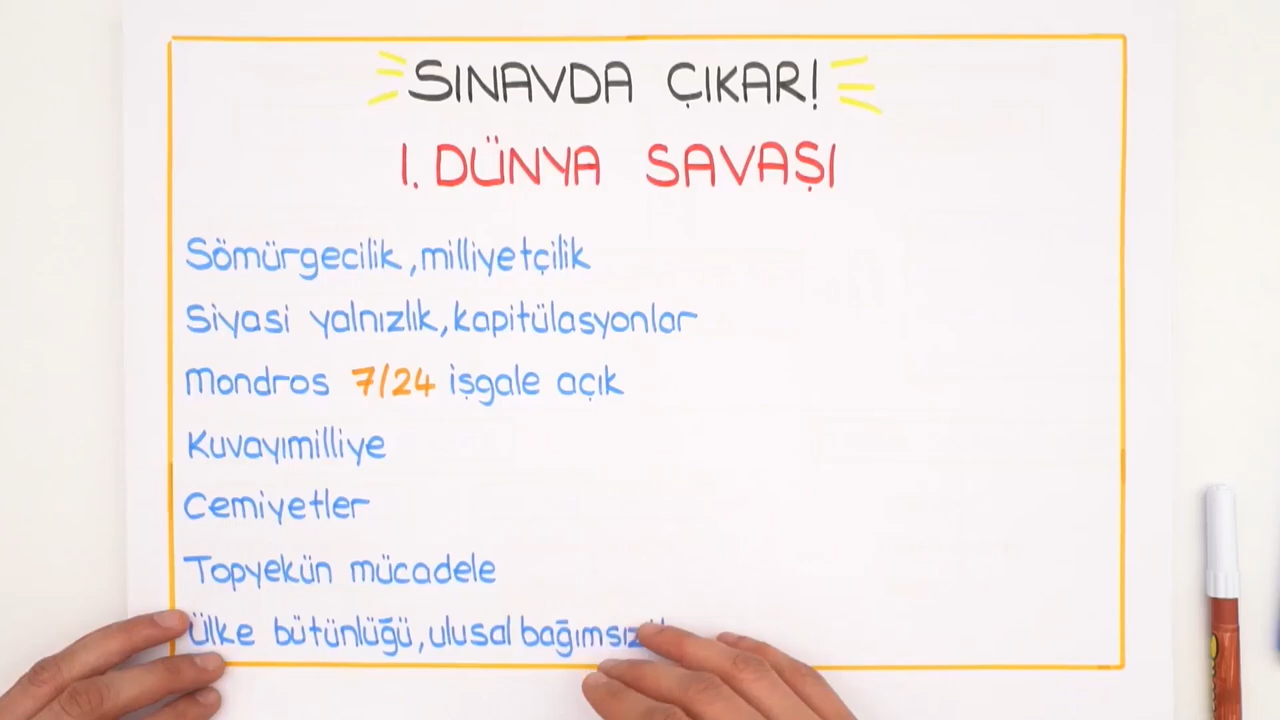 SINAVDA ÇIKAR!
1. DÜNYA SAVAŞI
Sömürgecilik, milliyetçilik
Siyasi yalnızlık, kapitülasyonlar
Mondros 7/24 işgale açık
Kuvayımilliye
Cemiyetler
Topyekün mücadele
ülke bütünlüğü, ulusal